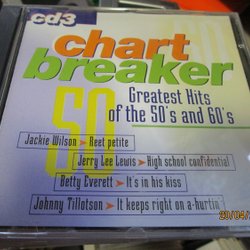 cd3
chart
breaker
50
Greatest Hits
of the 50's and 60's
Jackie Wilson > Reet petite
Jerry Lee Lewis > High school confidential
Betty Everett > It's in his kiss
Johnny Tillotson > It keeps right on a-hurtin'